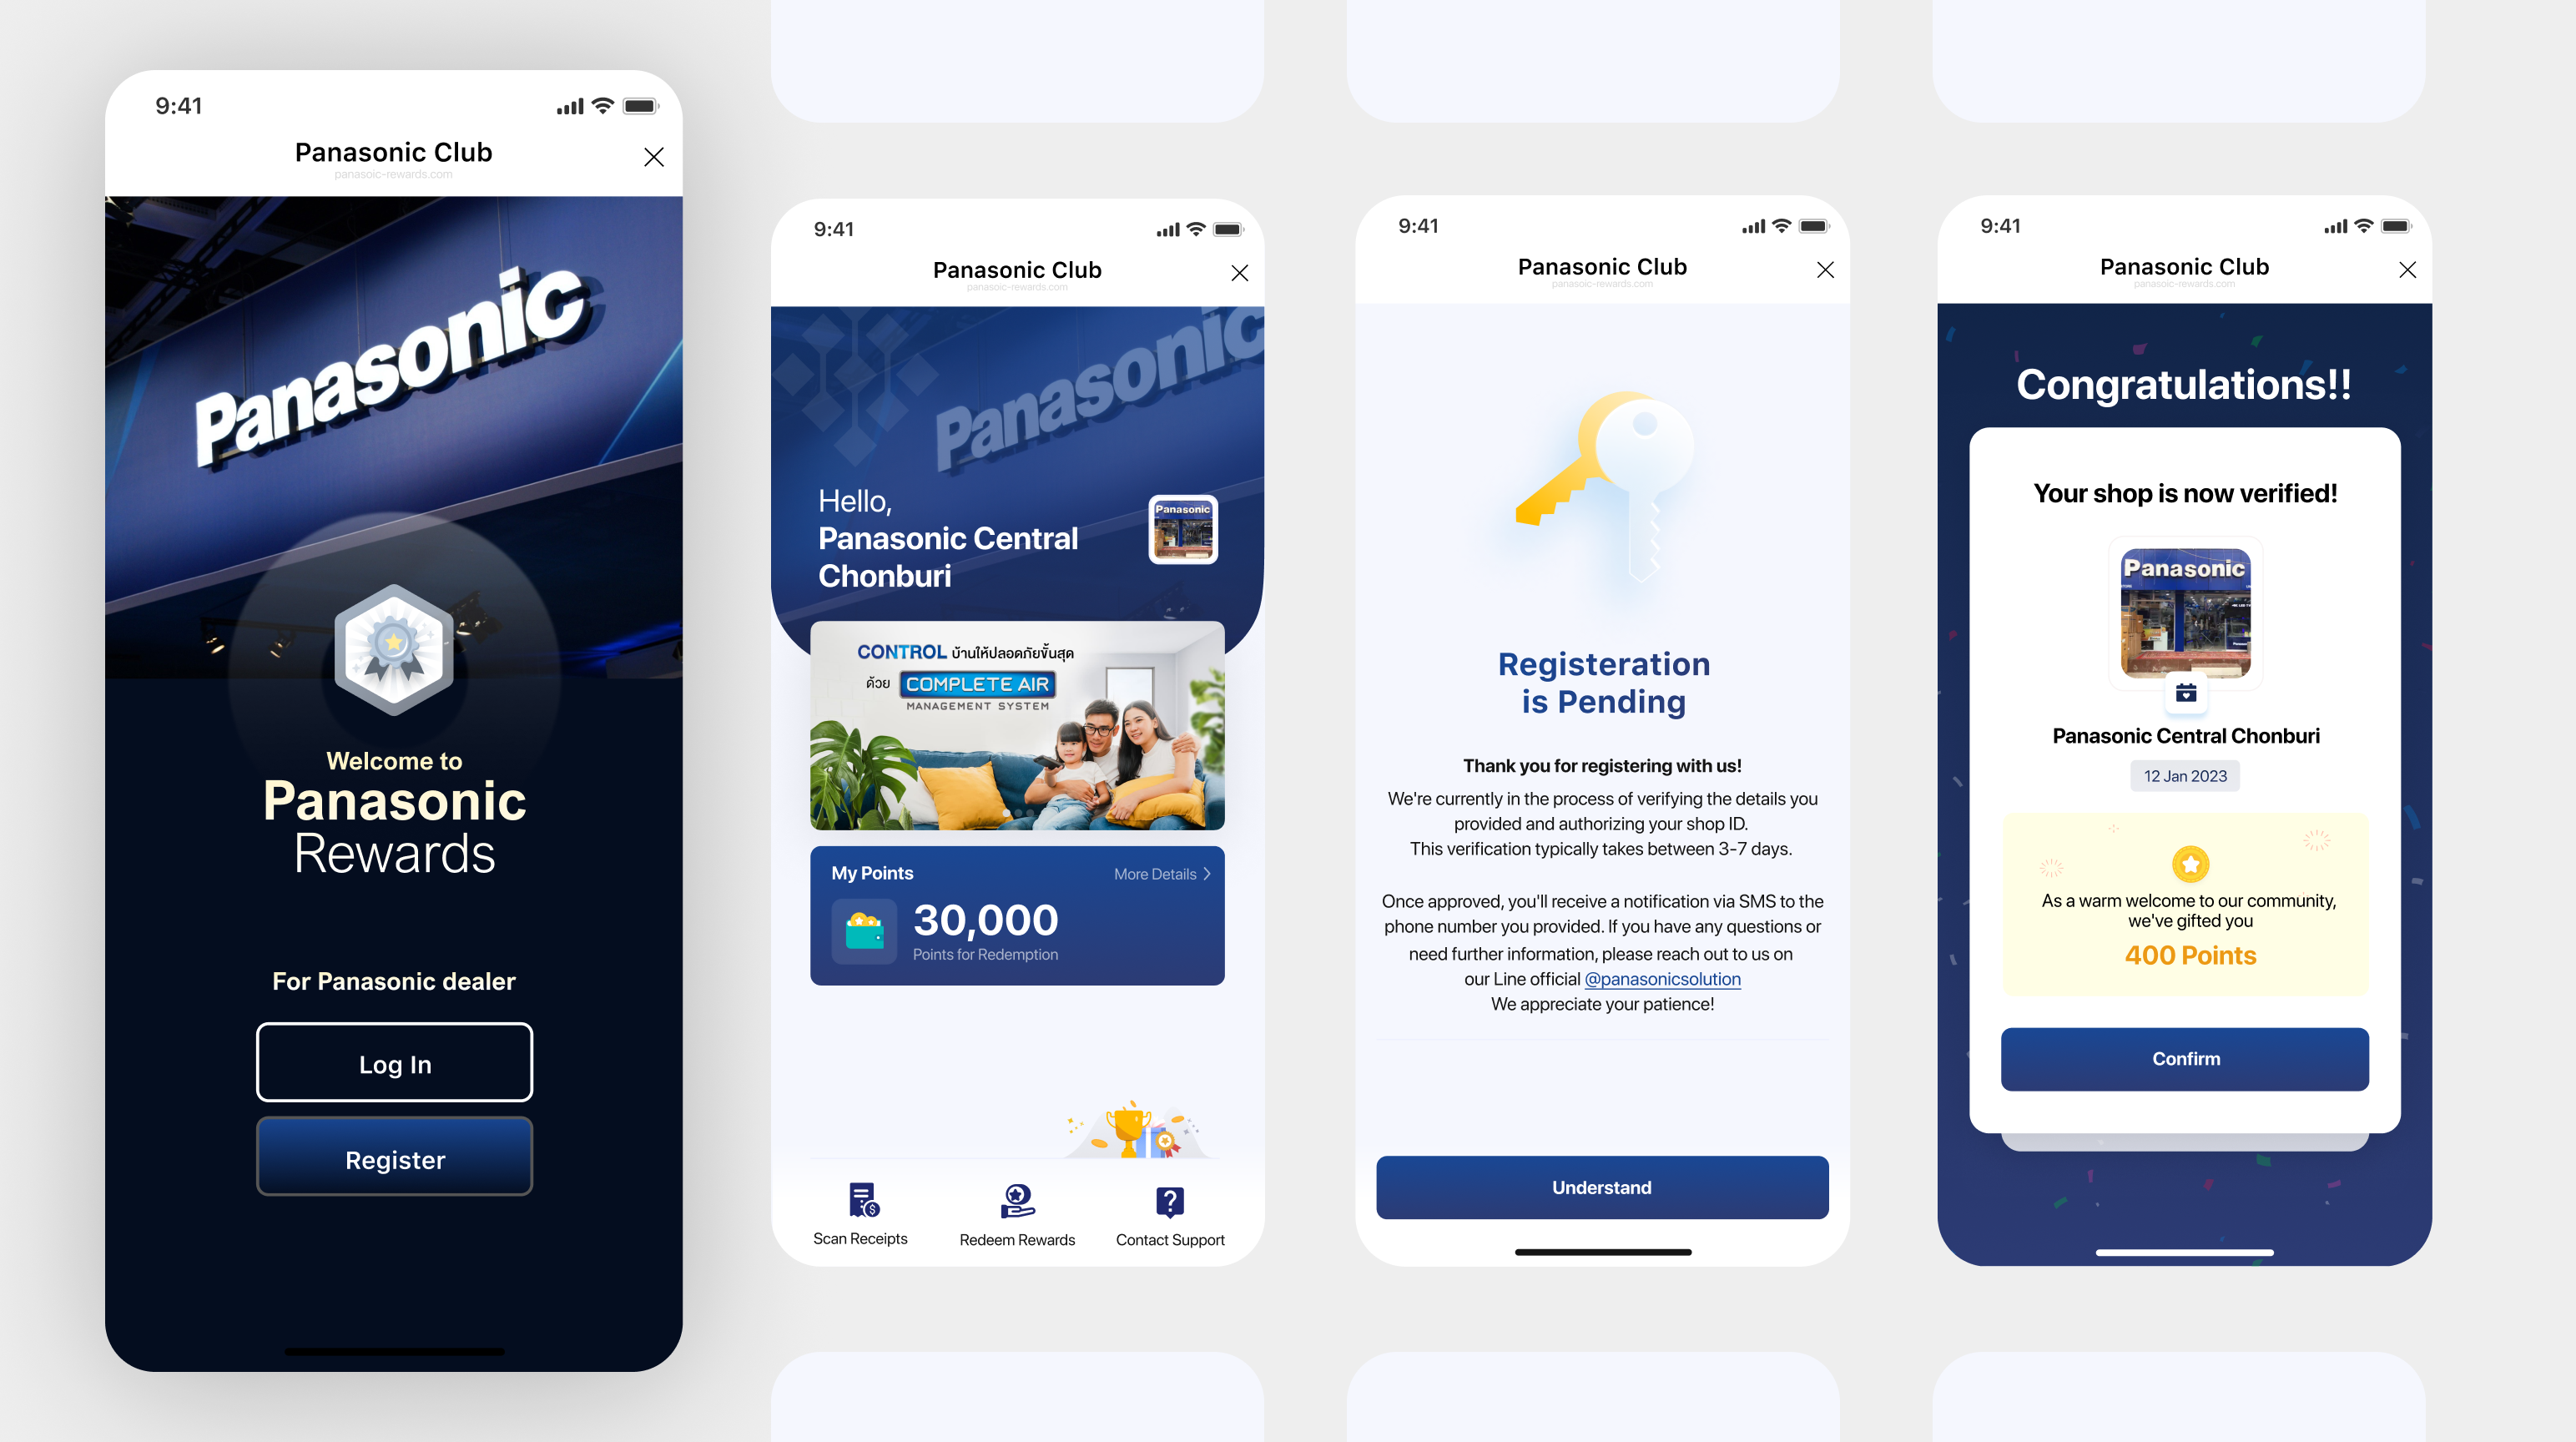 9:41
Panasonic Club
panasoic-rewards.com
Panasonic
Welcome to
Panasonic
Rewards
For Panasonic dealer
Log In
Register
9:41
Panasonic Club
panasoic-rewards.com
Panasonic
Hello,
Panasonic Central
Chonburi
Panasonic
CONTROL บ้านให้ปลอดภัยขั้นสุด
ด้วย COMPLETE AIR
MANAGEMENT SYSTEM
My Points
More Details
30,000
Points for Redemption
Scan Receipts
Redeem Rewards
Contact Support
9:41
Panasonic Club
panasoic-rewards.com
Registeration
is Pending
Thank you for registering with us!
We're currently in the process of verifying the details you
provided and authorizing your shop ID.
This verification typically takes between 3-7 days.
Once approved, you'll receive a notification via SMS to the
phone number you provided. If you have any questions or
need further information, please reach out to us on
our Line official @panasonicsolution
We appreciate your patience!
Understand
9:41
Panasonic Club
panasoic-rewards.com
Congratulations!!
Your shop is now verified!
Panasonic
Panasonic Central Chonburi
12 Jan 2023
As a warm welcome to our community,
we've gifted you
400 Points
Confirm